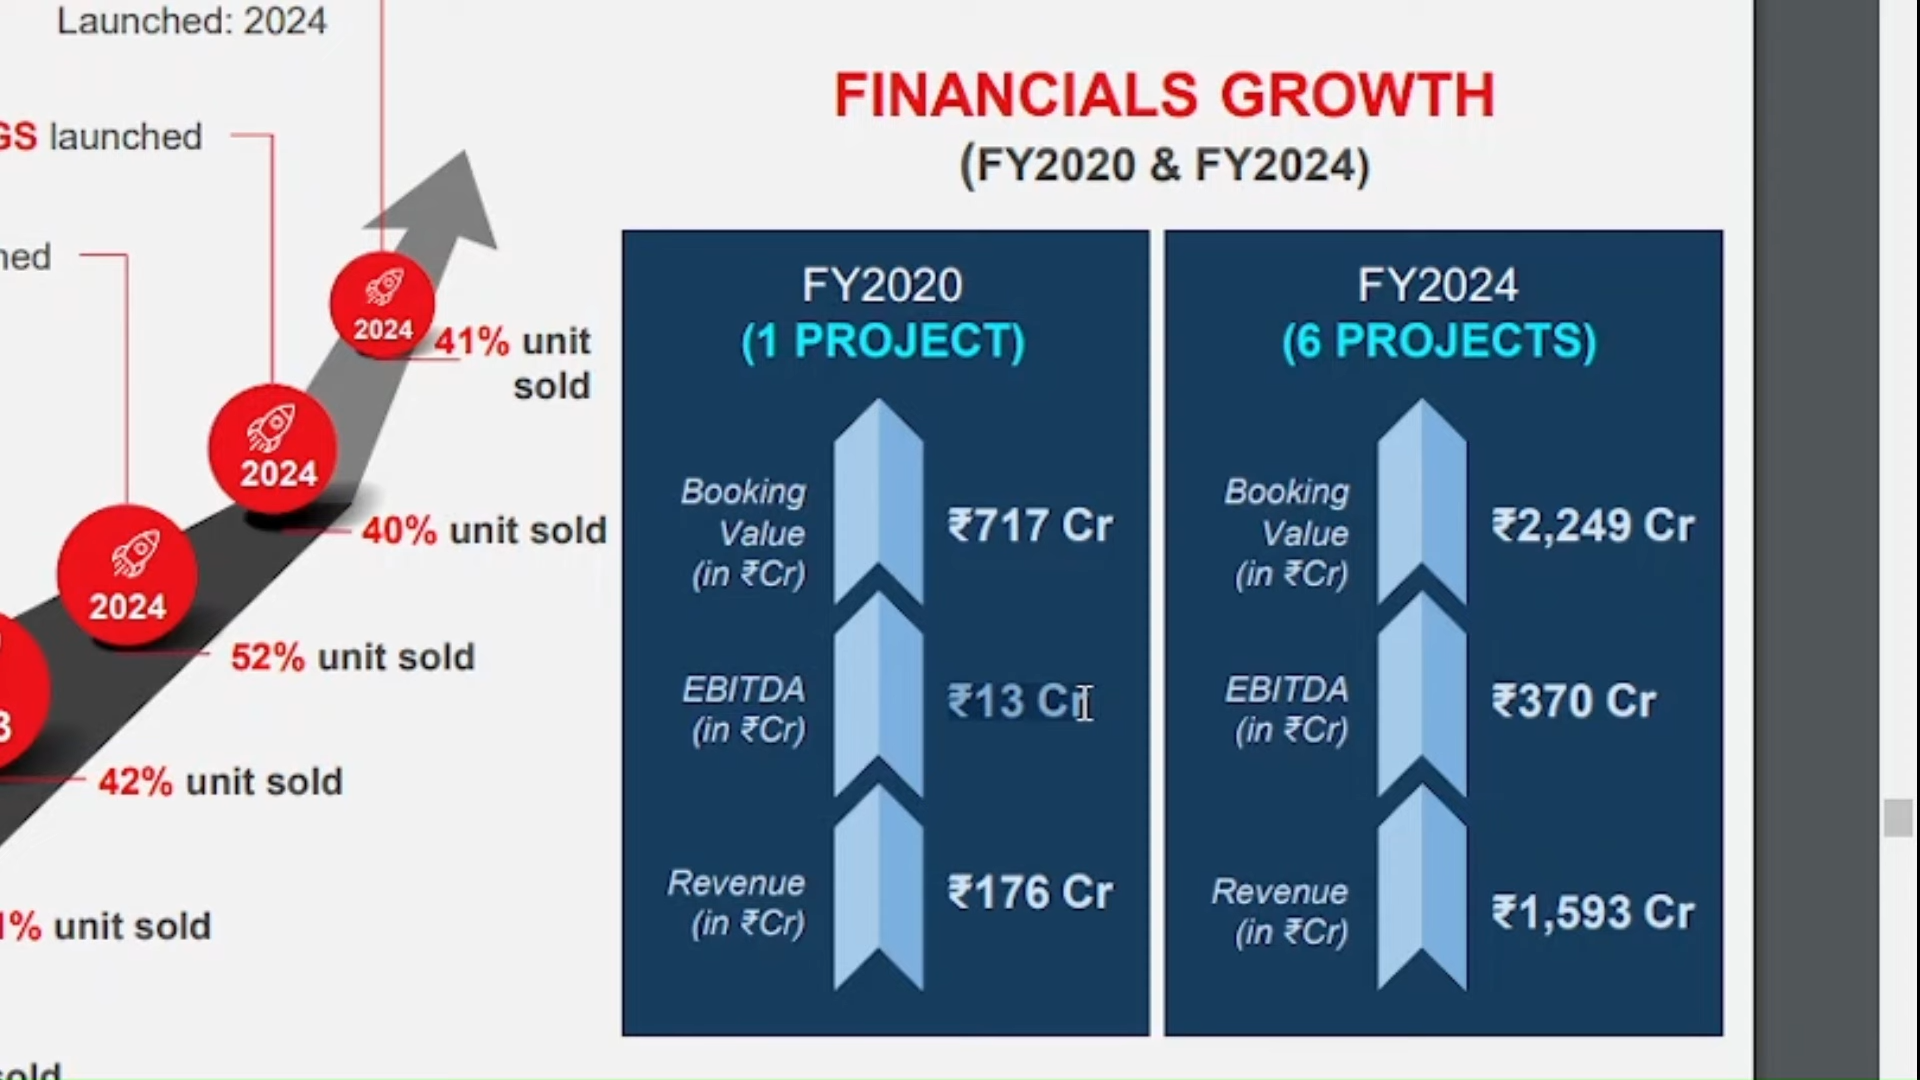 Launched: 2024
GS launched
2024
41% unit
sold
2024
40% unit sold
2024
52% unit sold
42% unit sold
% unit sold
sold
FINANCIALS GROWTH
(FY2020 & FY2024)
FY2020
(1 PROJECT)
Booking
Value
(in ₹Cr)
₹717 Cr
EBITDA
(in ₹Cr)
₹13 Cr
Revenue
(in ₹Cr)
₹176 Cr
FY2024
(6 PROJECTS)
Booking
Value
(in ₹Cr)
₹2,249 Cr
EBITDA
(in ₹Cr)
₹370 Cr
Revenue
(in ₹Cr)
₹1,593 Cr